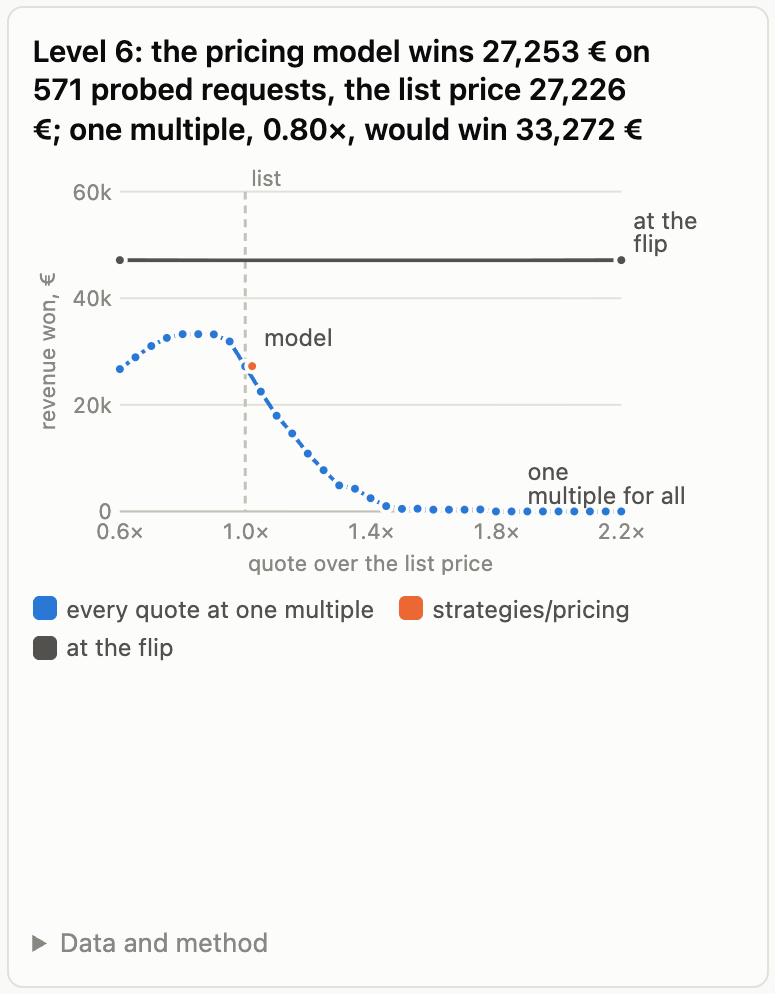 Level 6: the pricing model wins 27,253 € on
571 probed requests, the list price 27,226
€; one multiple, 0.80×, would win 33,272 €
list
60k
at the
flip
40k
revenue won, €
model
20k
one
multiple for all
0
0.6×
1.0×
1.4×
1.8×
2.2×
quote over the list price
every quote at one multiple
strategies/pricing
at the flip
Data and method